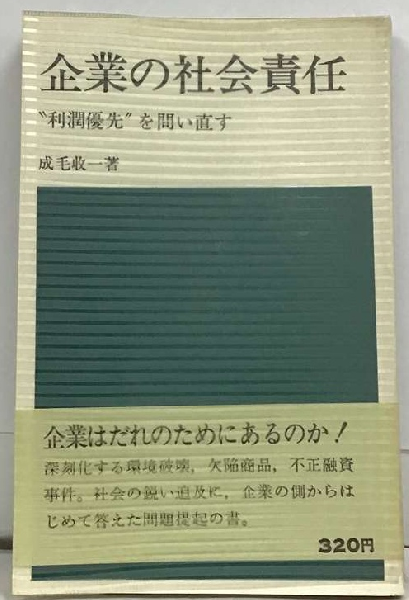 企業の社会責任
〝利潤優先〟を問い直す
成毛收一著
企業はだれのためにあるのか！
深刻化する環境破壊，欠陥商品，不正融資
事件。社会の鋭い追及に，企業の側からは
じめて答えた問題提起の書。
320円